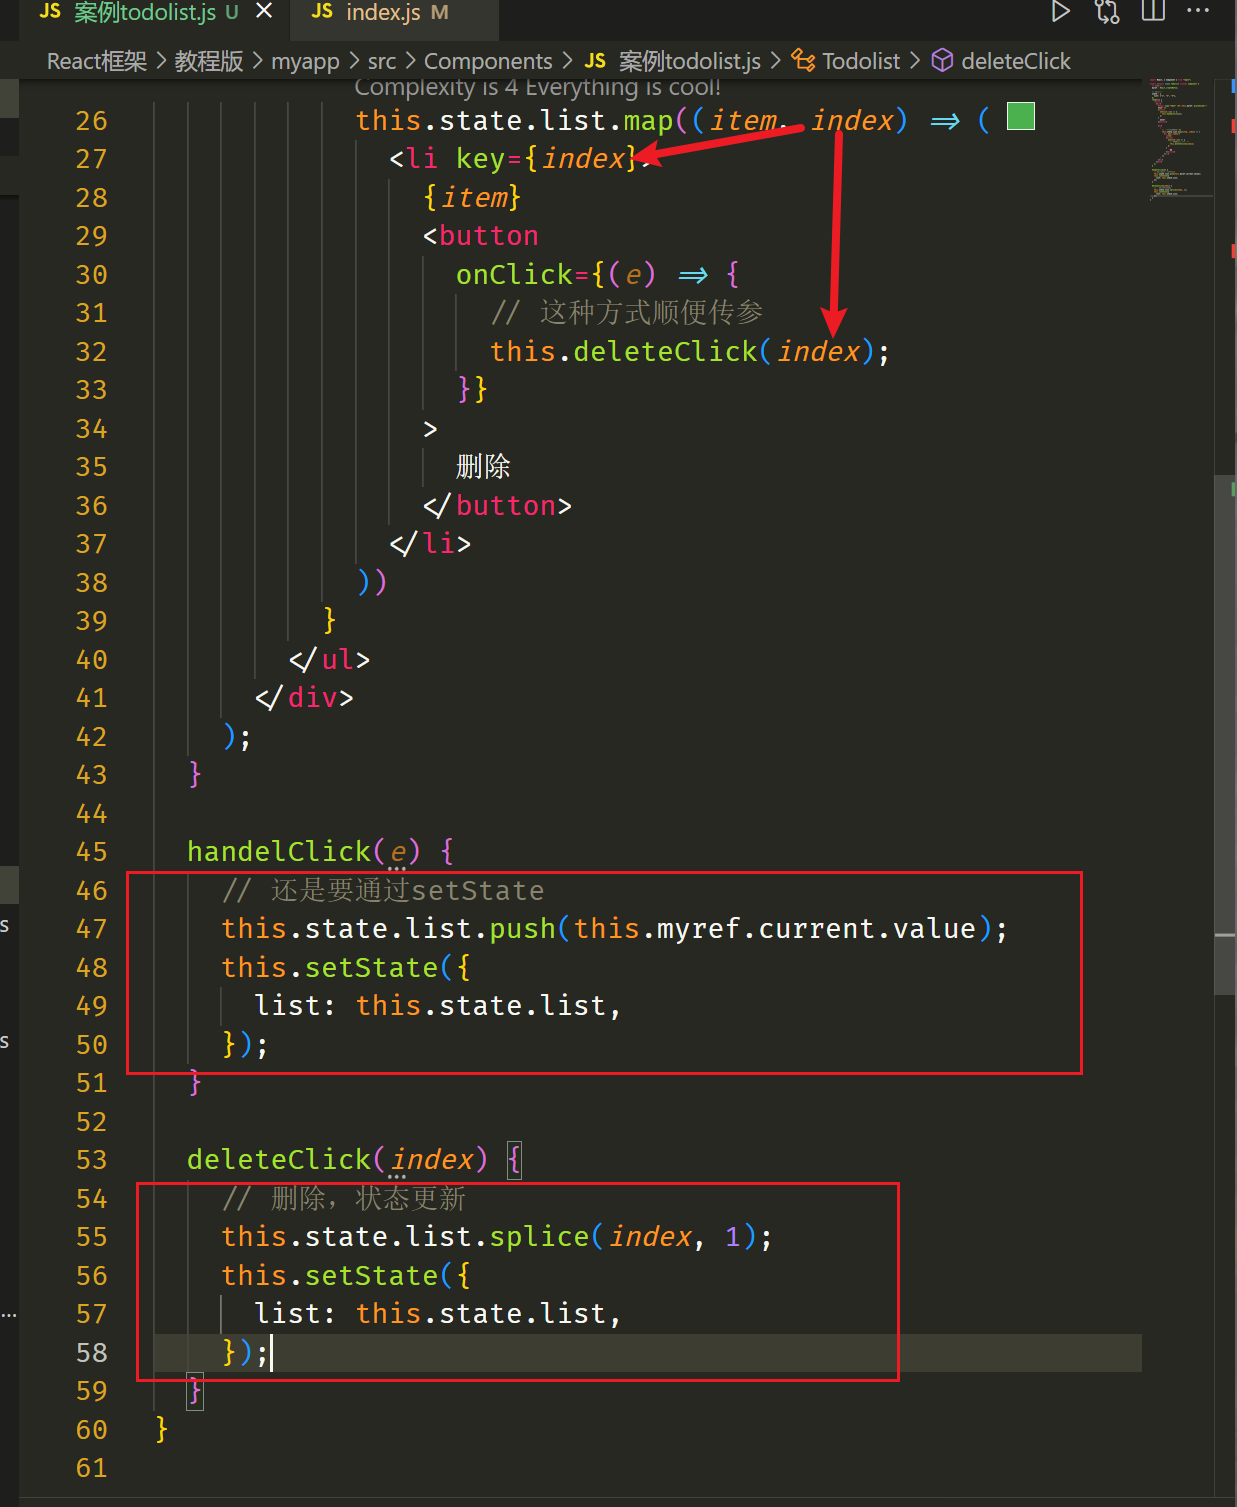 JS 案例todolist.js U × JS index.js M ...
React框架 > 教程版 > myapp > src > Components > JS 案例todolist.js > Todolist > deleteClick
Complexity is 4 Everything is cool!
26 this.state.list.map((item, index) => (
27 <li key={index}>
28 {item}
29 <button
30 onClick={(e) => {
31 // 这种方式顺便传参
32 this.deleteClick(index);
33 }}
34 >
35 删除
36 </button>
37 </li>
38 ))
39 }
40 </ul>
41 </div>
42 );
43 }
44
45 handelClick(e) {
46 // 还是要通过setState
47 this.state.list.push(this.myref.current.value);
48 this.setState({
49 list: this.state.list,
50 });
51 }
52
53 deleteClick(index) {
54 // 删除，状态更新
55 this.state.list.splice(index, 1);
56 this.setState({
57 list: this.state.list,
58 });
59 }
60 }
61